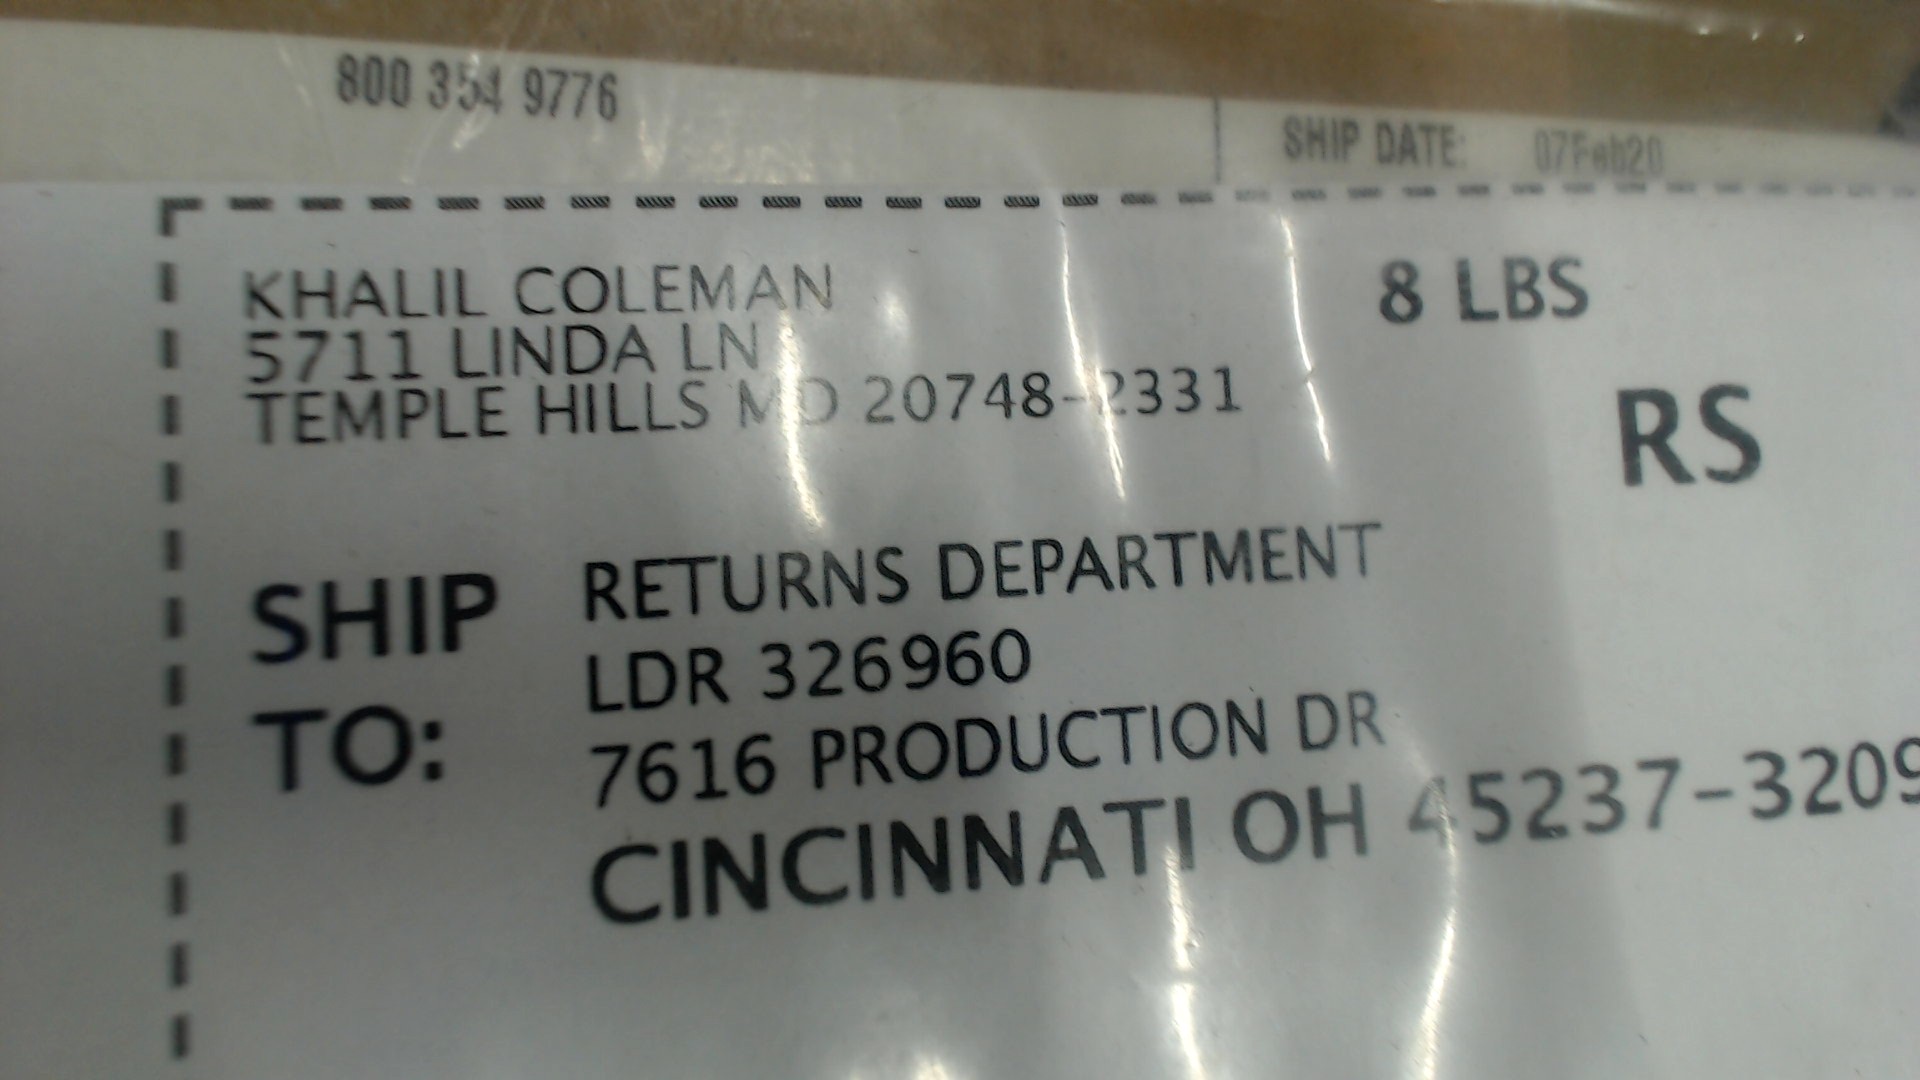 800 354 9776
SHIP DATE: 07Feb20
KHALIL COLEMAN
5711 LINDA LN
TEMPLE HILLS MD 20748-2331
8 LBS
RS
SHIP TO:
RETURNS DEPARTMENT
LDR 326960
7616 PRODUCTION DR
CINCINNATI OH 45237-3209